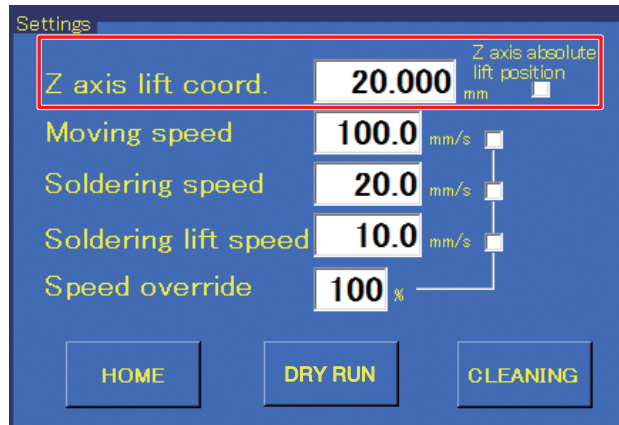 Settings
Z axis absolute
lift position
Z axis lift coord. 20.000 mm
Moving speed 100.0 mm/s
Soldering speed 20.0 mm/s
Soldering lift speed 10.0 mm/s
Speed override 100 %
HOME DRY RUN CLEANING